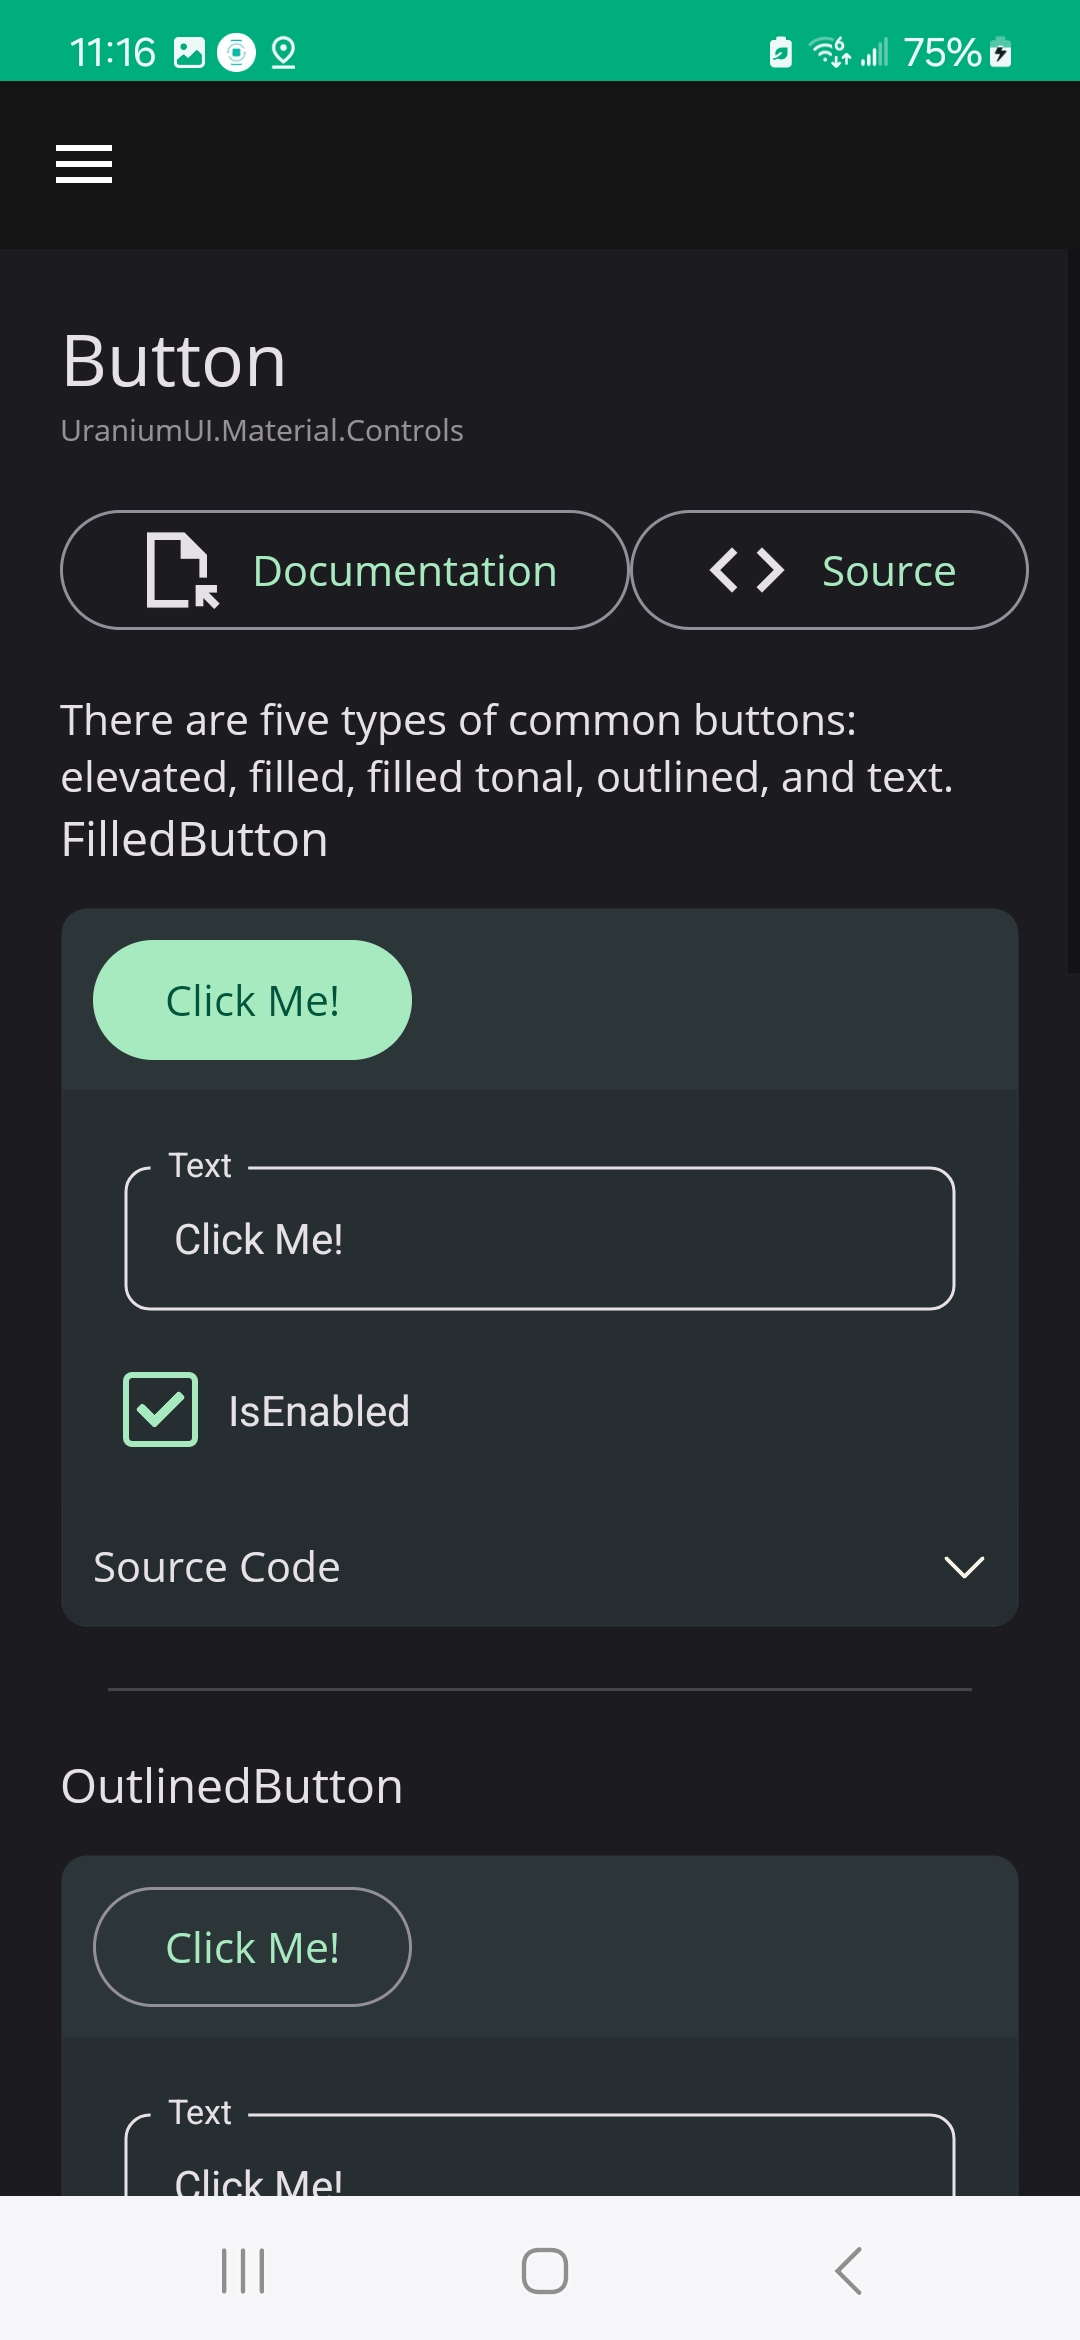 11:16
6
75%
Button
UraniumUI.Material.Controls
Documentation
Source
There are five types of common buttons:
elevated, filled, filled tonal, outlined, and text.
FilledButton
Click Me!
Text
Click Me!
IsEnabled
Source Code
OutlinedButton
Click Me!
Text
Click Me!